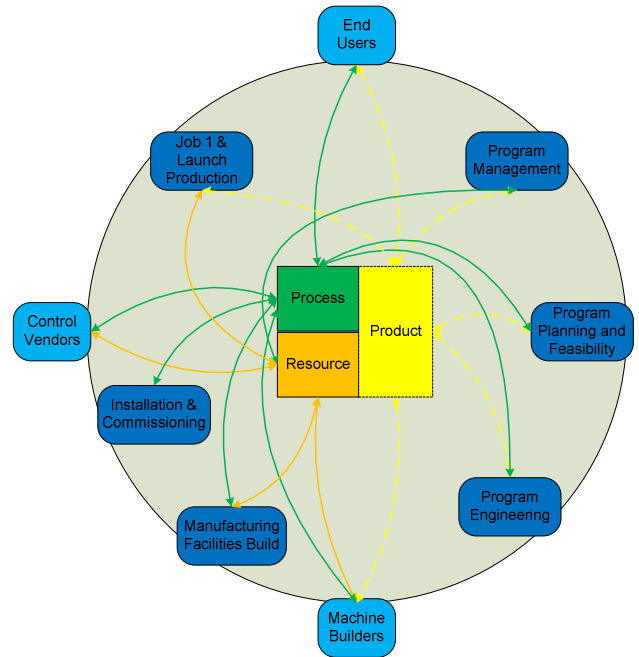 End
Users
Job 1 &
Launch
Production
Program
Management
Process
Product
Control
Vendors
Program
Planning and
Feasibility
Resource
Installation &
Commissioning
Program
Engineering
Manufacturing
Facilities Build
Machine
Builders